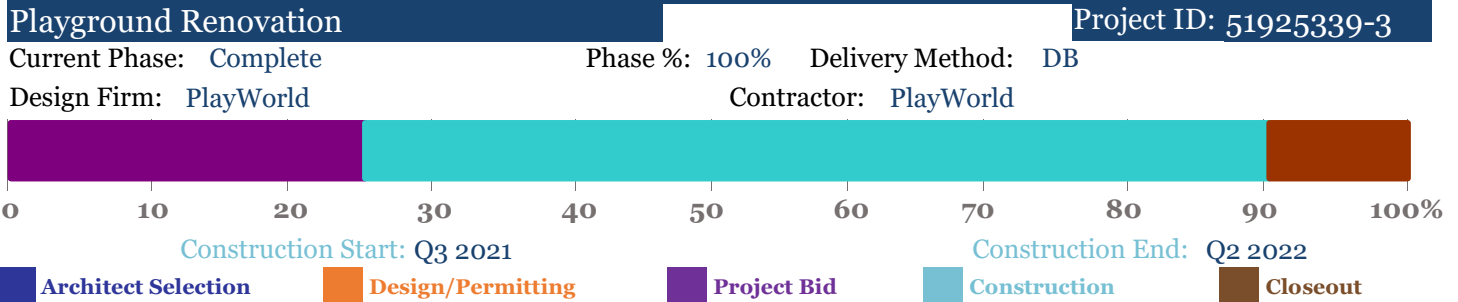 Playground Renovation Project ID: 51925339-3
Current Phase: Complete Phase %: 100% Delivery Method: DB
Design Firm: PlayWorld Contractor: PlayWorld
0 10 20 30 40 50 60 70 80 90 100%
Construction Start: Q3 2021 Construction End: Q2 2022
Architect Selection Design/Permitting Project Bid Construction Closeout